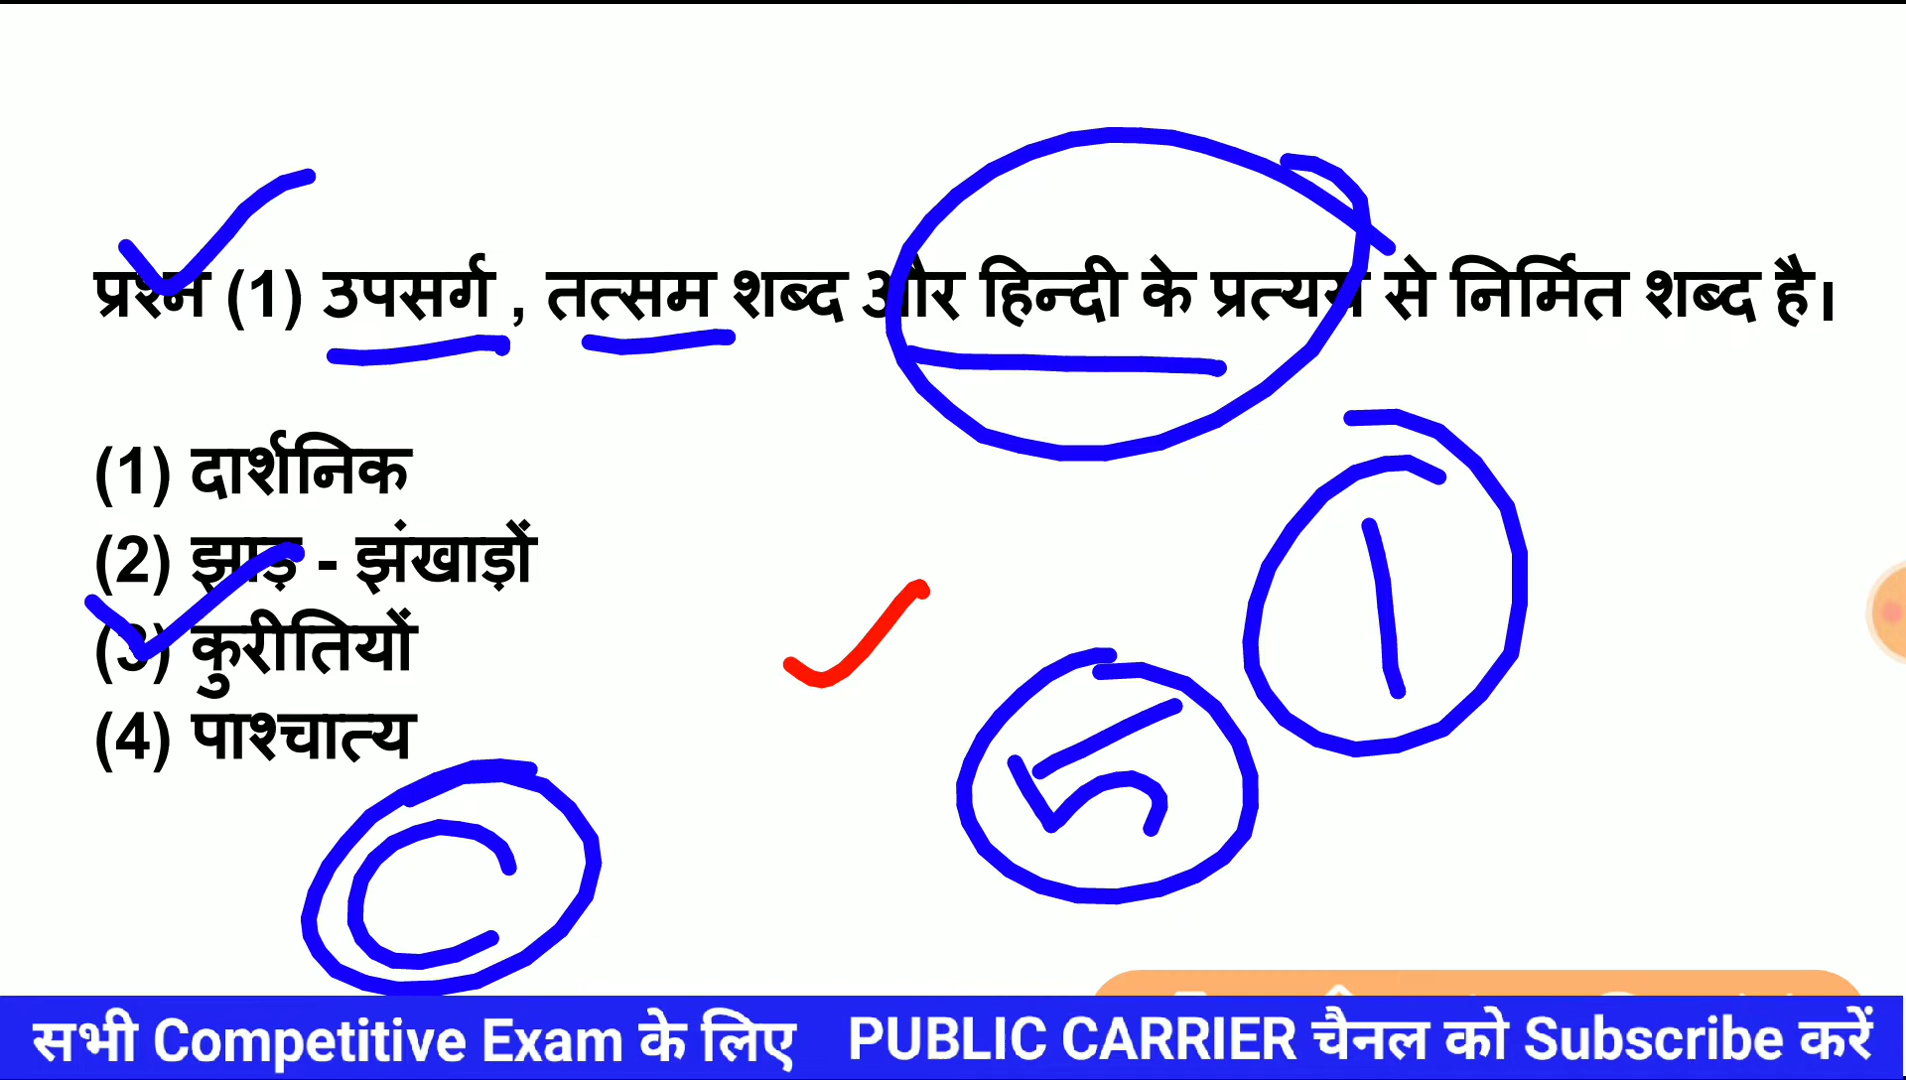 प्रश्न (1) उपसर्ग , तत्सम शब्द और हिन्दी के प्रत्यय से निर्मित शब्द है।
(1) दार्शनिक
(2) झाड़ - झंखाड़ों
(3) कुरीतियों
(4) पाश्चात्य
1
5
C
सभी Competitive Exam के लिए PUBLIC CARRIER चैनल को Subscribe करें